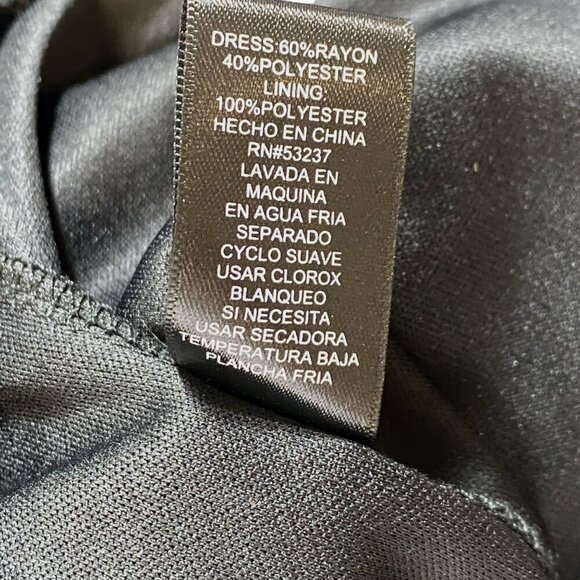 DRESS:60%RAYON
40%POLYESTER
LINING
100%POLYESTER
HECHO EN CHINA
RN#53237
LAVADA EN
MAQUINA
EN AGUA FRIA
SEPARADO
CYCLO SUAVE
USAR CLOROX
BLANQUEO
SI NECESITA
USAR SECADORA
TEMPERATURA BAJA
PLANCHA FRIA